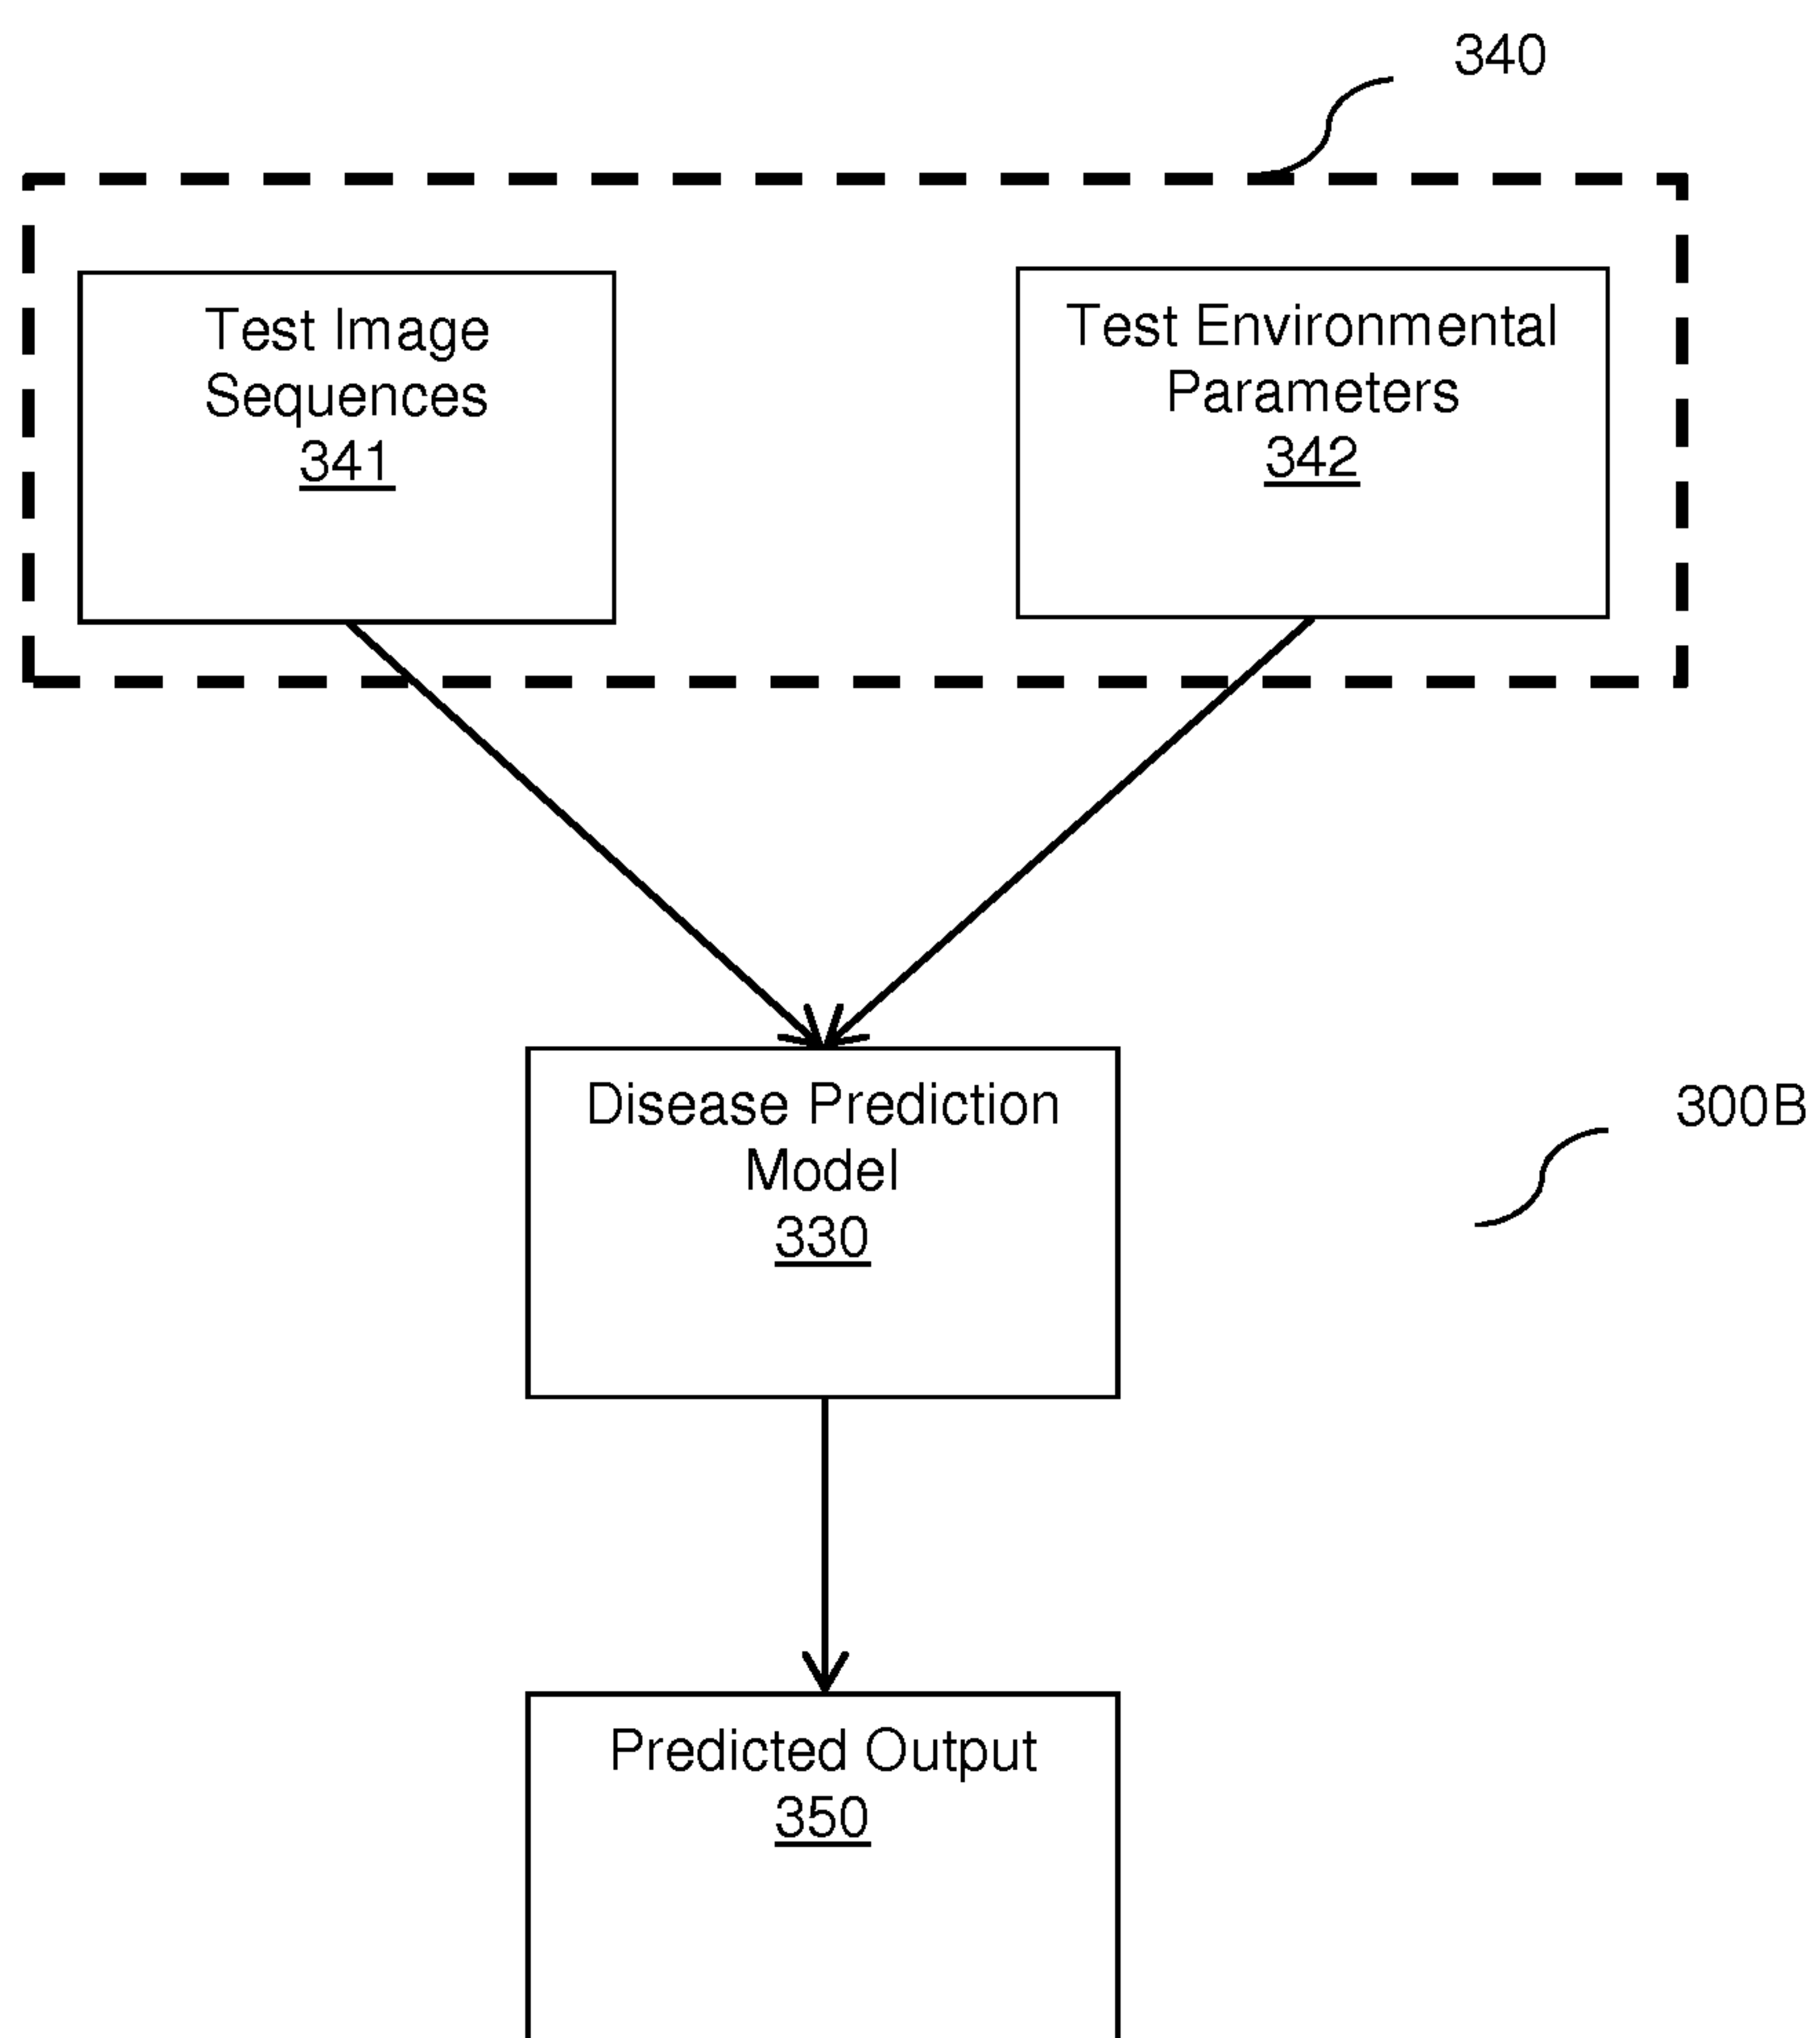 340
Test Image
Sequences
341
Test Environmental
Parameters
342
Disease Prediction
Model
330
300B
Predicted Output
350